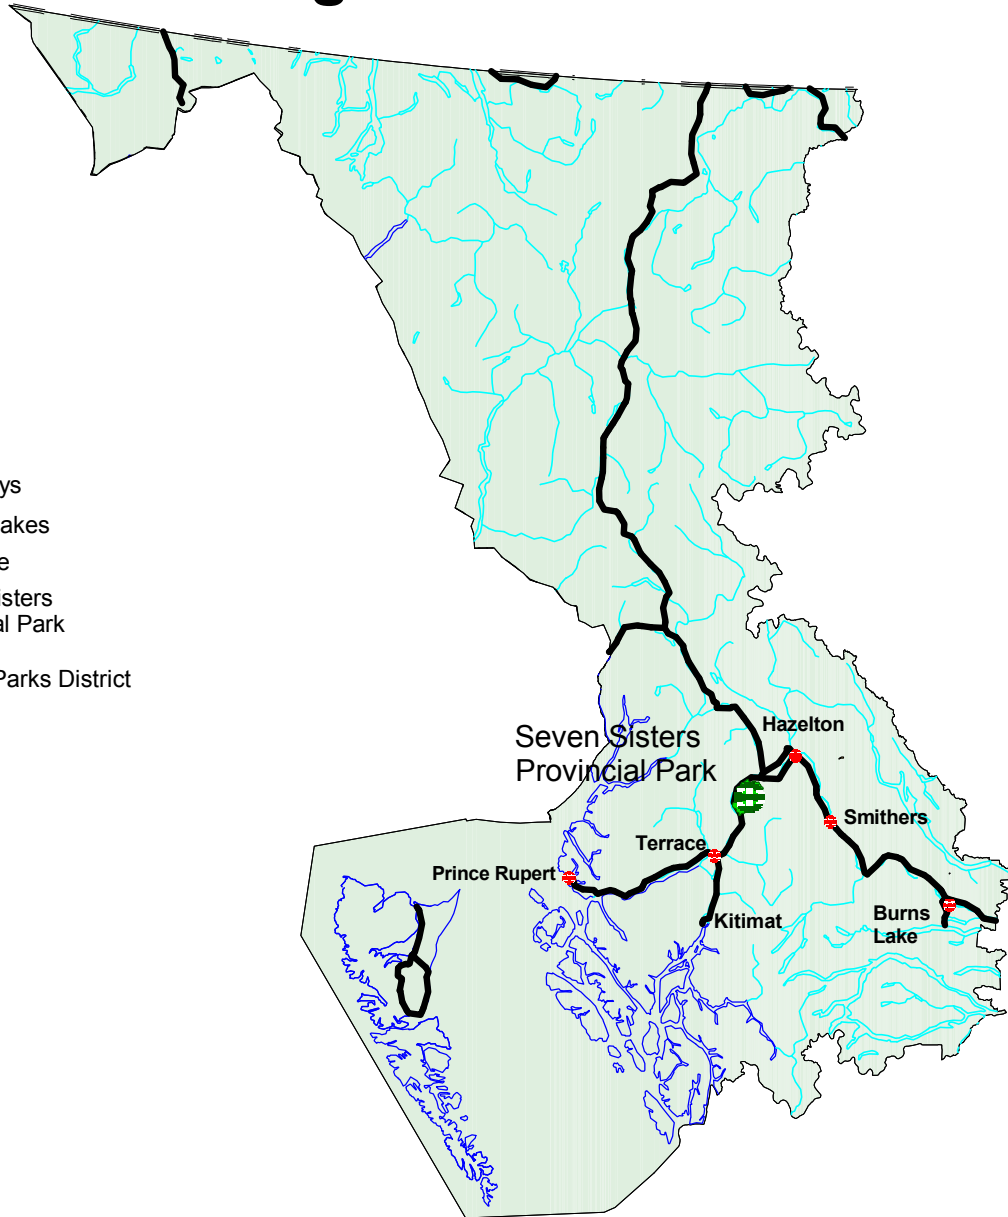 ys
akes
e
isters
al Park
Parks District
Seven Sisters
Provincial Park
Hazelton
Smithers
Terrace
Prince Rupert
Kitimat
Burns
Lake